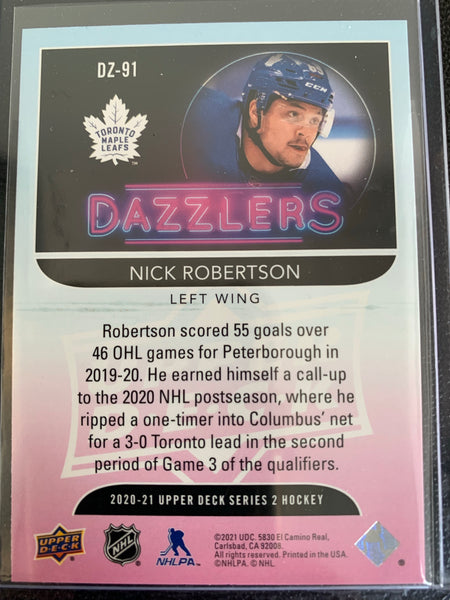 DZ-91
TORONTO
MAPLE
LEAFS
TM
DAZZLERS
NICK ROBERTSON
LEFT WING
Robertson scored 55 goals over
46 OHL games for Peterborough in
2019-20. He earned himself a call-up
to the 2020 NHL postseason, where he
ripped a one-timer into Columbus' net
for a 3-0 Toronto lead in the second
period of Game 3 of the qualifiers.
2020-21 UPPER DECK SERIES 2 HOCKEY
UPPER
DECK
NHL
NHLPA
©2021 UDC. 5830 El Camino Real,
Carlsbad, CA 92008.
All rights reserved. Printed in the USA.
©NHLPA. © NHL.